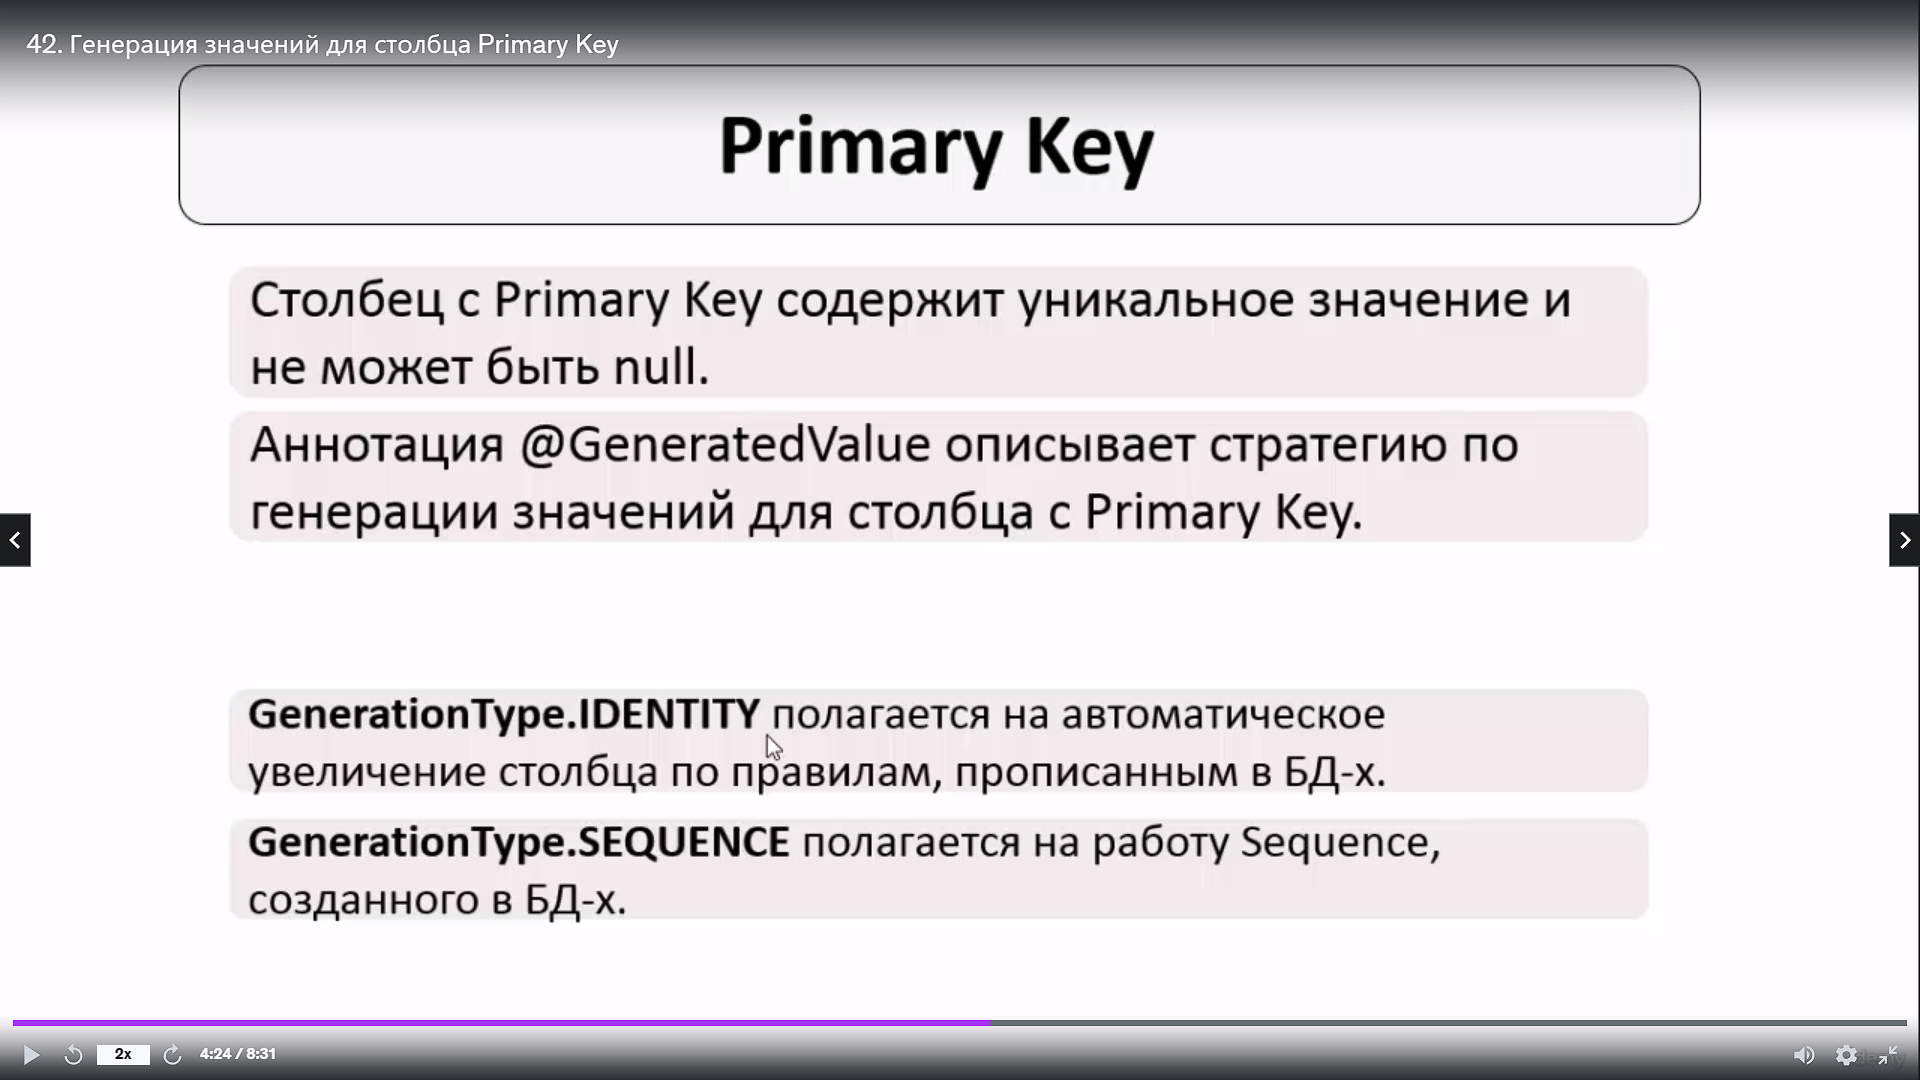 42. Генерация значений для столбца Primary Key
Primary Key
Столбец с Primary Key содержит уникальное значение и
не может быть null.
Аннотация @GeneratedValue описывает стратегию по
генерации значений для столбца с Primary Key.
GenerationType.IDENTITY полагается на автоматическое
увеличение столбца по правилам, прописанным в БД-х.
GenerationType.SEQUENCE полагается на работу Sequence,
созданного в БД-х.
2x
4:24 / 8:31